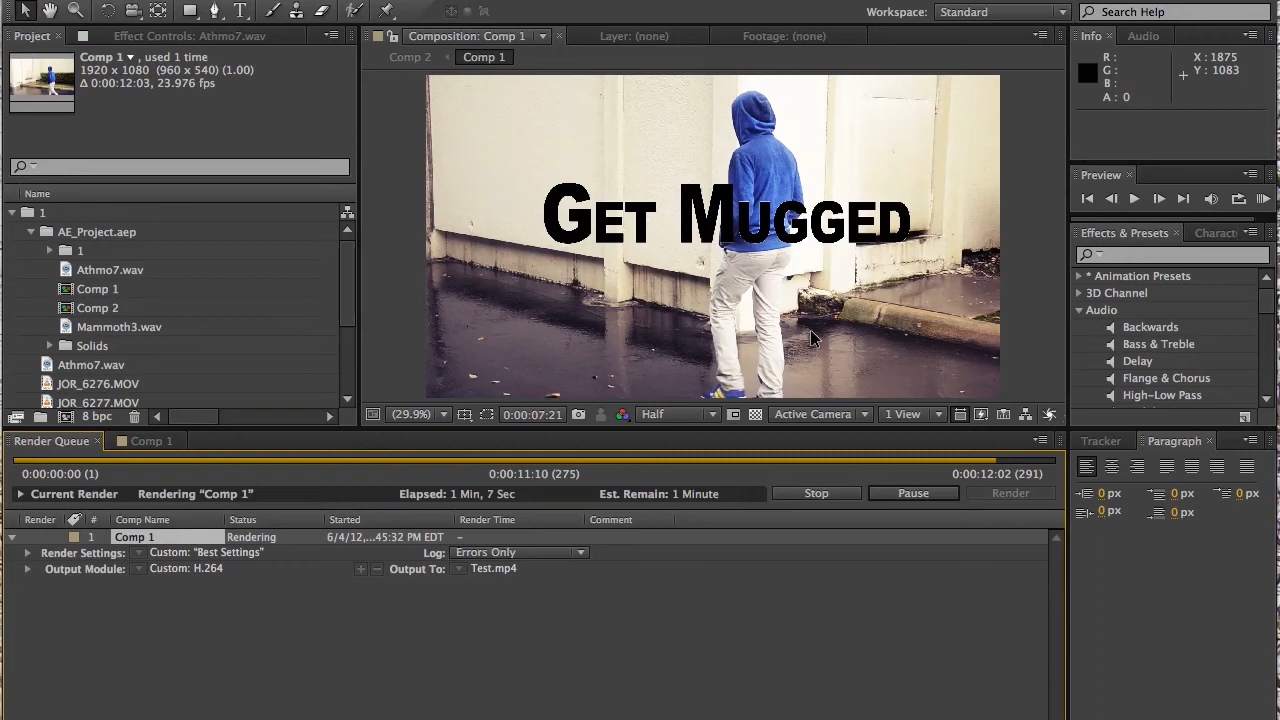 T
Workspace: Standard
Search Help
Project × Effect Controls: Athmo7.wav
Composition: Comp 1 × Layer: (none) Footage: (none)
Info × Audio
Comp 1 ▼ , used 1 time
1920 x 1080 (960 x 540) (1.00)
Δ 0:00:12:03, 23.976 fps
Comp 2 Comp 1
R :
G :
B :
A : 0
X : 1875
Y : 1083
GET MUGGED
Preview ×
Name
1
AE_Project.aep
1
Athmo7.wav
Comp 1
Comp 2
Mammoth3.wav
Solids
Athmo7.wav
JOR_6276.MOV
JOR_6277.MOV
8 bpc
Effects & Presets × Charact
* Animation Presets
3D Channel
Audio
Backwards
Bass & Treble
Delay
Flange & Chorus
High-Low Pass
(29.9%) 0:00:07:21 Half Active Camera 1 View
Render Queue × Comp 1
Tracker Paragraph ×
0:00:00:00 (1) 0:00:11:10 (275) 0:00:12:02 (291)
Current Render Rendering “Comp 1” Elapsed: 1 Min, 7 Sec Est. Remain: 1 Minute Stop Pause Render
0 px 0 px 0 px
0 px 0 px
Render # Comp Name Status Started Render Time Comment
1 Comp 1 Rendering 6/4/12,...45:32 PM EDT –
Render Settings: Custom: “Best Settings” Log: Errors Only
Output Module: Custom: H.264 + – Output To: Test.mp4